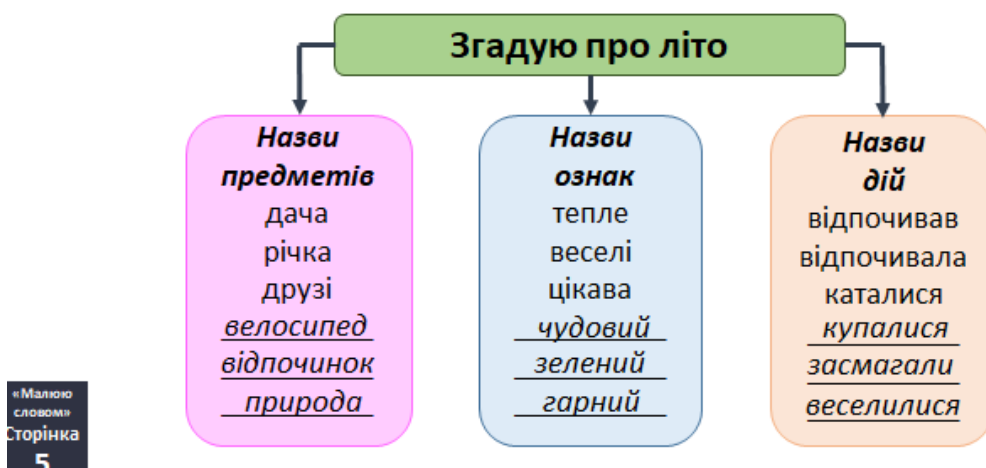 Згадую про літо
Назви
предметів
дача
річка
друзі
велосипед
відпочинок
природа
Назви
ознак
тепле
веселі
цікава
чудовий
зелений
гарний
Назви
дій
відпочивав
відпочивала
каталися
купалися
засмагали
веселилися
«Малюю
словом»
Сторінка
5